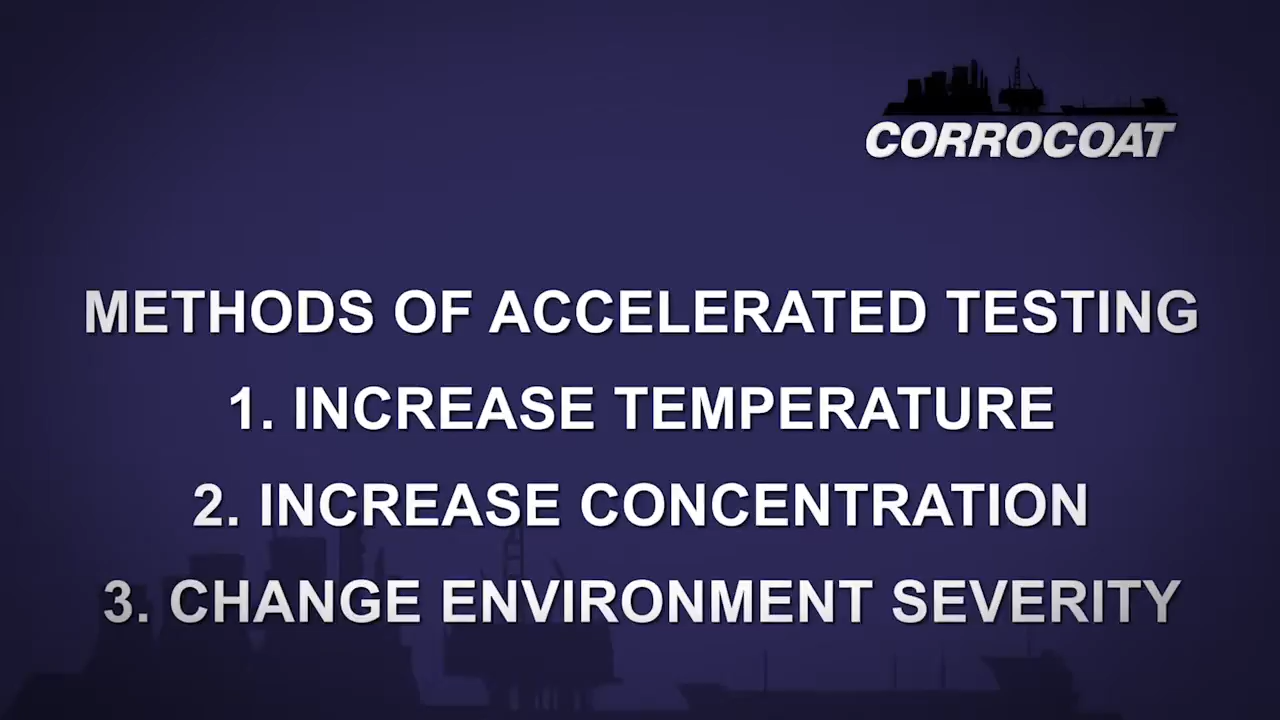 CORROCOAT
METHODS OF ACCELERATED TESTING
1. INCREASE TEMPERATURE
2. INCREASE CONCENTRATION
3. CHANGE ENVIRONMENT SEVERITY